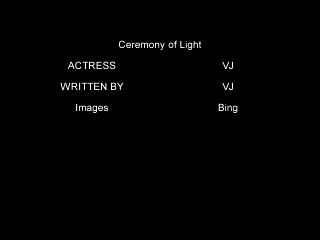 Ceremony of Light
ACTRESS VJ
WRITTEN BY VJ
Images Bing